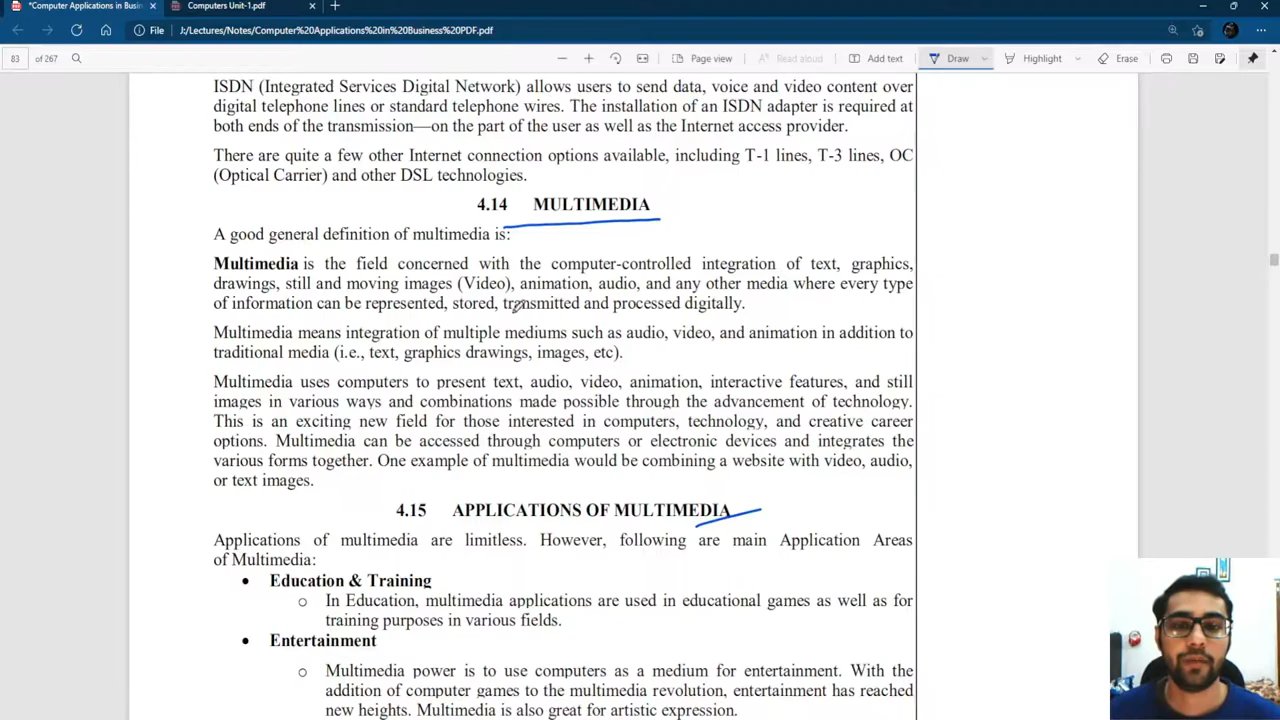 *Computer Applications in Busin
Computers Unit-1.pdf
File
J:/Lectures/Notes/Computer%20Applications%20in%20Business%20PDF.pdf
83
of 267
Page view
Read aloud
Add text
Draw
Highlight
Erase
ISDN (Integrated Services Digital Network) allows users to send data, voice and video content over
digital telephone lines or standard telephone wires. The installation of an ISDN adapter is required at
both ends of the transmission—on the part of the user as well as the Internet access provider.
There are quite a few other Internet connection options available, including T-1 lines, T-3 lines, OC
(Optical Carrier) and other DSL technologies.
4.14 MULTIMEDIA
A good general definition of multimedia is:
Multimedia is the field concerned with the computer-controlled integration of text, graphics,
drawings, still and moving images (Video), animation, audio, and any other media where every type
of information can be represented, stored, transmitted and processed digitally.
Multimedia means integration of multiple mediums such as audio, video, and animation in addition to
traditional media (i.e., text, graphics drawings, images, etc).
Multimedia uses computers to present text, audio, video, animation, interactive features, and still
images in various ways and combinations made possible through the advancement of technology.
This is an exciting new field for those interested in computers, technology, and creative career
options. Multimedia can be accessed through computers or electronic devices and integrates the
various forms together. One example of multimedia would be combining a website with video, audio,
or text images.
4.15 APPLICATIONS OF MULTIMEDIA
Applications of multimedia are limitless. However, following are main Application Areas
of Multimedia:
• Education & Training
o In Education, multimedia applications are used in educational games as well as for
training purposes in various fields.
• Entertainment
o Multimedia power is to use computers as a medium for entertainment. With the
addition of computer games to the multimedia revolution, entertainment has reached
new heights. Multimedia is also great for artistic expression.